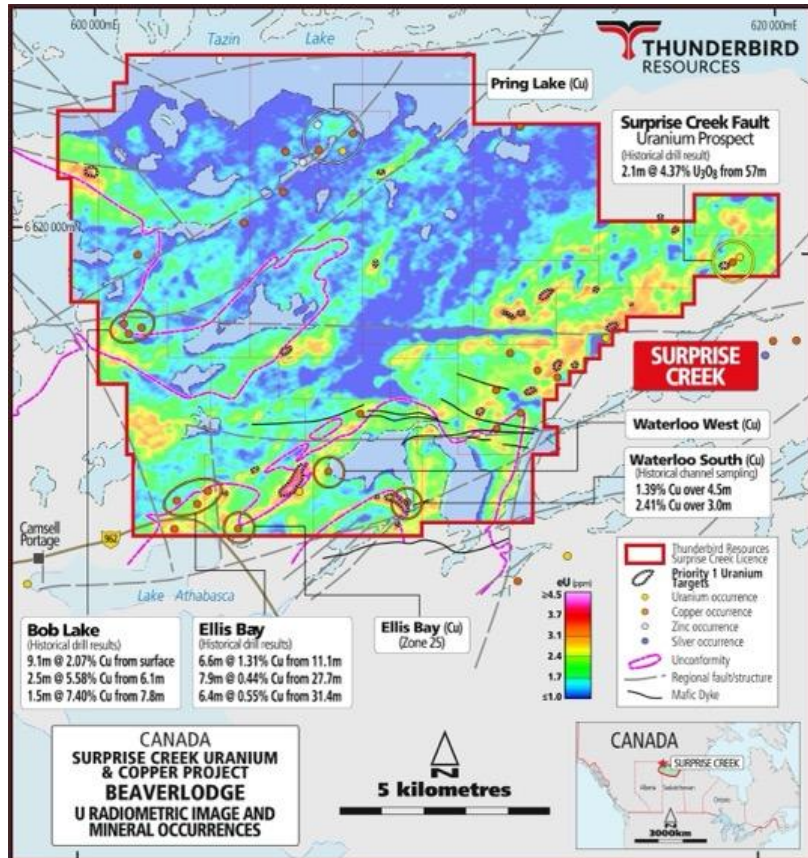 600 000mE
620 000mE
Tazin Lake
THUNDERBIRD
RESOURCES
Pring Lake (Cu)
Surprise Creek Fault
Uranium Prospect
(Historical drill result)
2.1m @ 4.37% U₃O₈ from 57m
6 620 000mN
SURPRISE
CREEK
Waterloo West (Cu)
Waterloo South (Cu)
(Historical channel sampling)
1.39% Cu over 4.5m
2.41% Cu over 3.0m
Camsell
Portage
962
Lake Athabasca
Bob Lake
(Historical drill results)
9.1m @ 2.07% Cu from surface
2.5m @ 5.58% Cu from 6.1m
1.5m @ 7.40% Cu from 7.8m
Ellis Bay
(Historical drill results)
6.6m @ 1.31% Cu from 11.1m
7.9m @ 0.44% Cu from 27.7m
6.4m @ 0.55% Cu from 31.4m
Ellis Bay (Cu)
(Zone 25)
eU (ppm)
≥4.5
3.1
2.4
1.7
≤1.0
Thunderbird Resources
Surprise Creek Licence
Priority 1 Uranium
Targets
Uranium occurrence
Copper occurrence
Zinc occurrence
Silver occurrence
Unconformity
Regional fault/structure
Mafic Dyke
CANADA
SURPRISE CREEK URANIUM
& COPPER PROJECT
BEAVERLODGE
U RADIOMETRIC IMAGE AND
MINERAL OCCURRENCES
N
5 kilometres
CANADA
SURPRISE CREEK
Alberta
Saskatchewan
Ontario
N
3000km